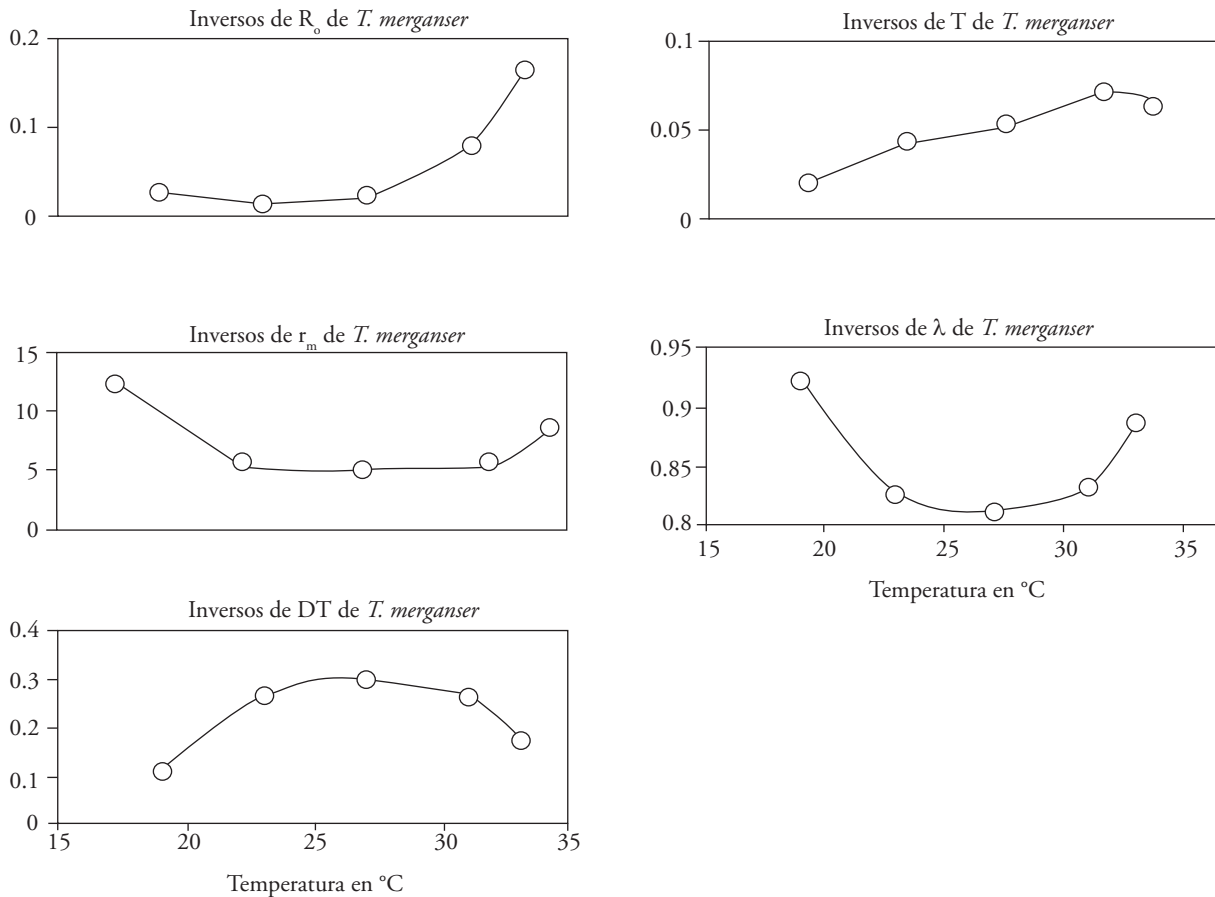 Inversos de Ro de T. merganser
0.2
0.1
0
Inversos de T de T. merganser
0.1
0.05
0
Inversos de rm de T. merganser
15
10
5
0
Inversos de λ de T. merganser
0.95
0.9
0.85
0.8
15 20 25 30 35
Temperatura en °C
Inversos de DT de T. merganser
0.4
0.3
0.2
0.1
0
15 20 25 30 35
Temperatura en °C